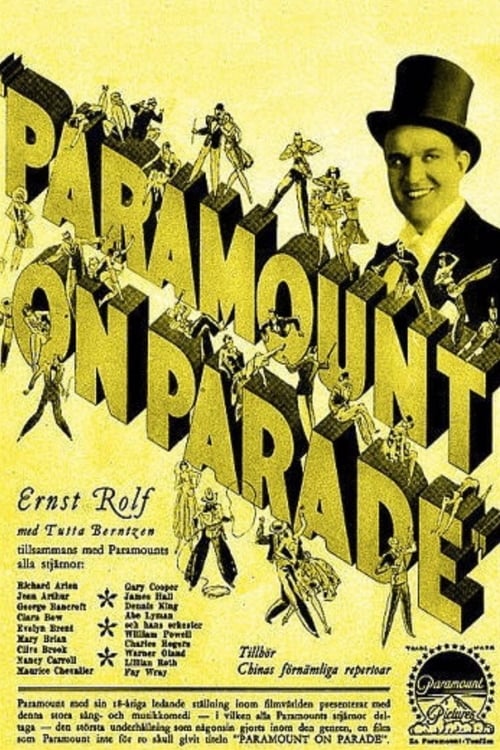 "PARAMOUNT
ON PARADE"
Ernst Rolf
med Tutta Berntzen
tillsammans med Paramounts
alla stjärnor:
Richard Arlen
Jean Arthur
George Bancroft
Clara Bow
Evelyn Brent
Mary Brian
Clive Brook
Nancy Carroll
Maurice Chevalier
Gary Cooper
James Hall
Dennis King
Abe Lyman
och hans orkester
William Powell
Charles Rogers
Warner Oland
Lillian Roth
Fay Wray
Tillhör
Chinas förnämliga repertoar
TRADE MARK
Paramount
Pictures
Paramount med sin 18-åriga ledande ställning inom filmvärlden presenterar med
denna stora sång- och musikkomedi — i vilken alla Paramounts stjärnor del-
taga — den största underhållning som någonsin gjorts inom den genren, en film
som Paramount inte för ro skull givit titeln "PARAMOUNT ON PARADE".